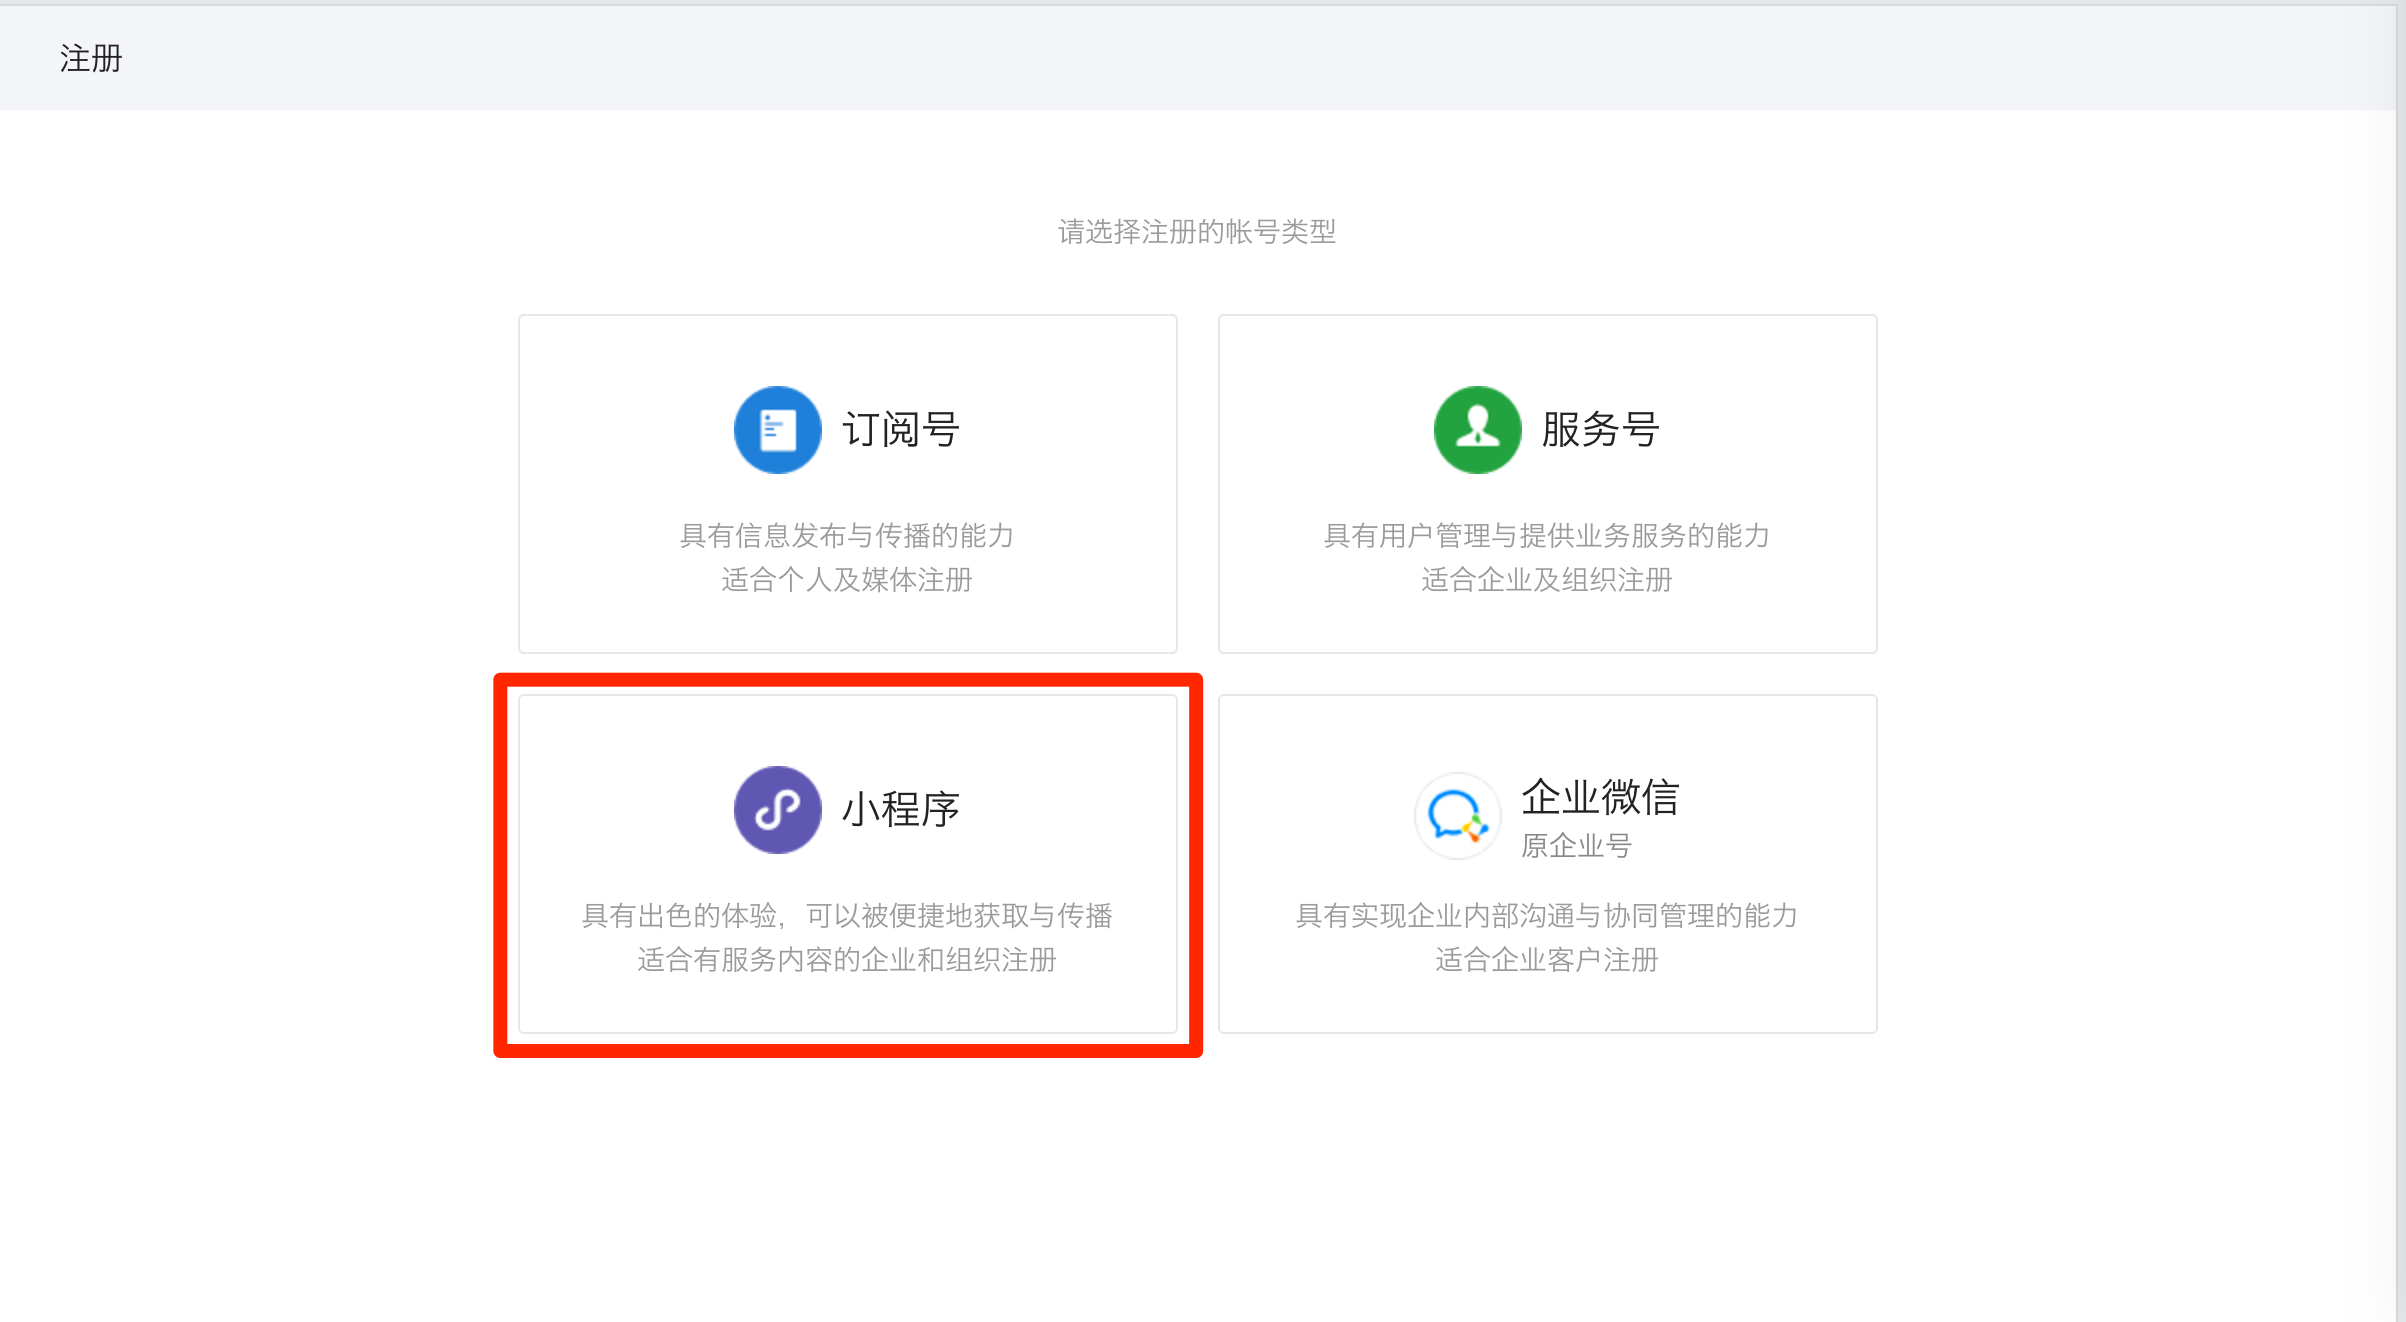 注册
请选择注册的帐号类型
订阅号
具有信息发布与传播的能力
适合个人及媒体注册
服务号
具有用户管理与提供业务服务的能力
适合企业及组织注册
小程序
具有出色的体验，可以被便捷地获取与传播
适合有服务内容的企业和组织注册
企业微信
原企业号
具有实现企业内部沟通与协同管理的能力
适合企业客户注册